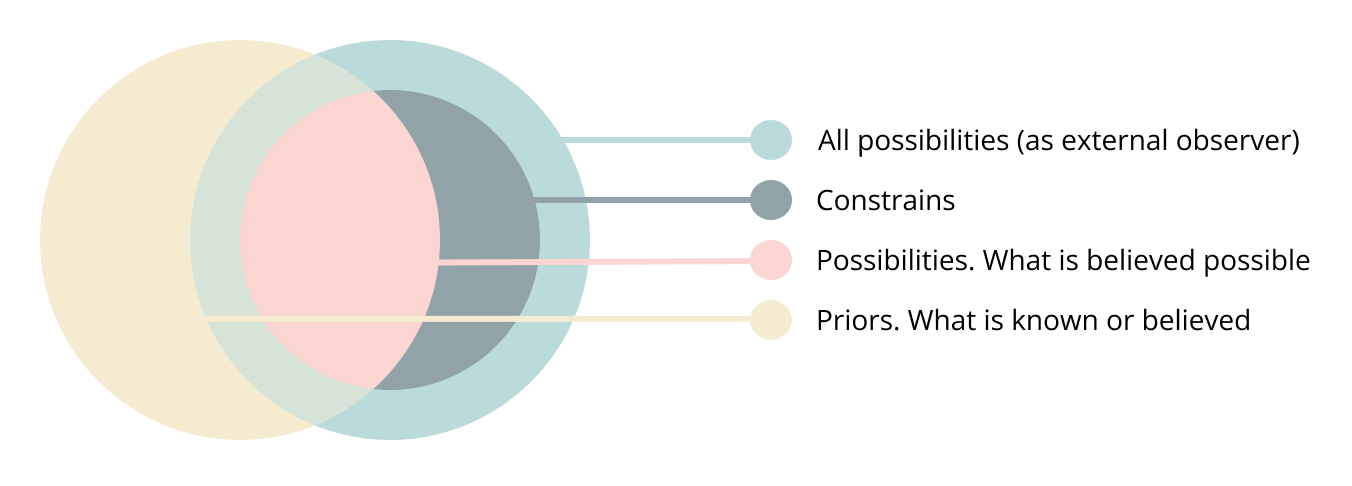 All possibilities (as external observer)
Constrains
Possibilities. What is believed possible
Priors. What is known or believed